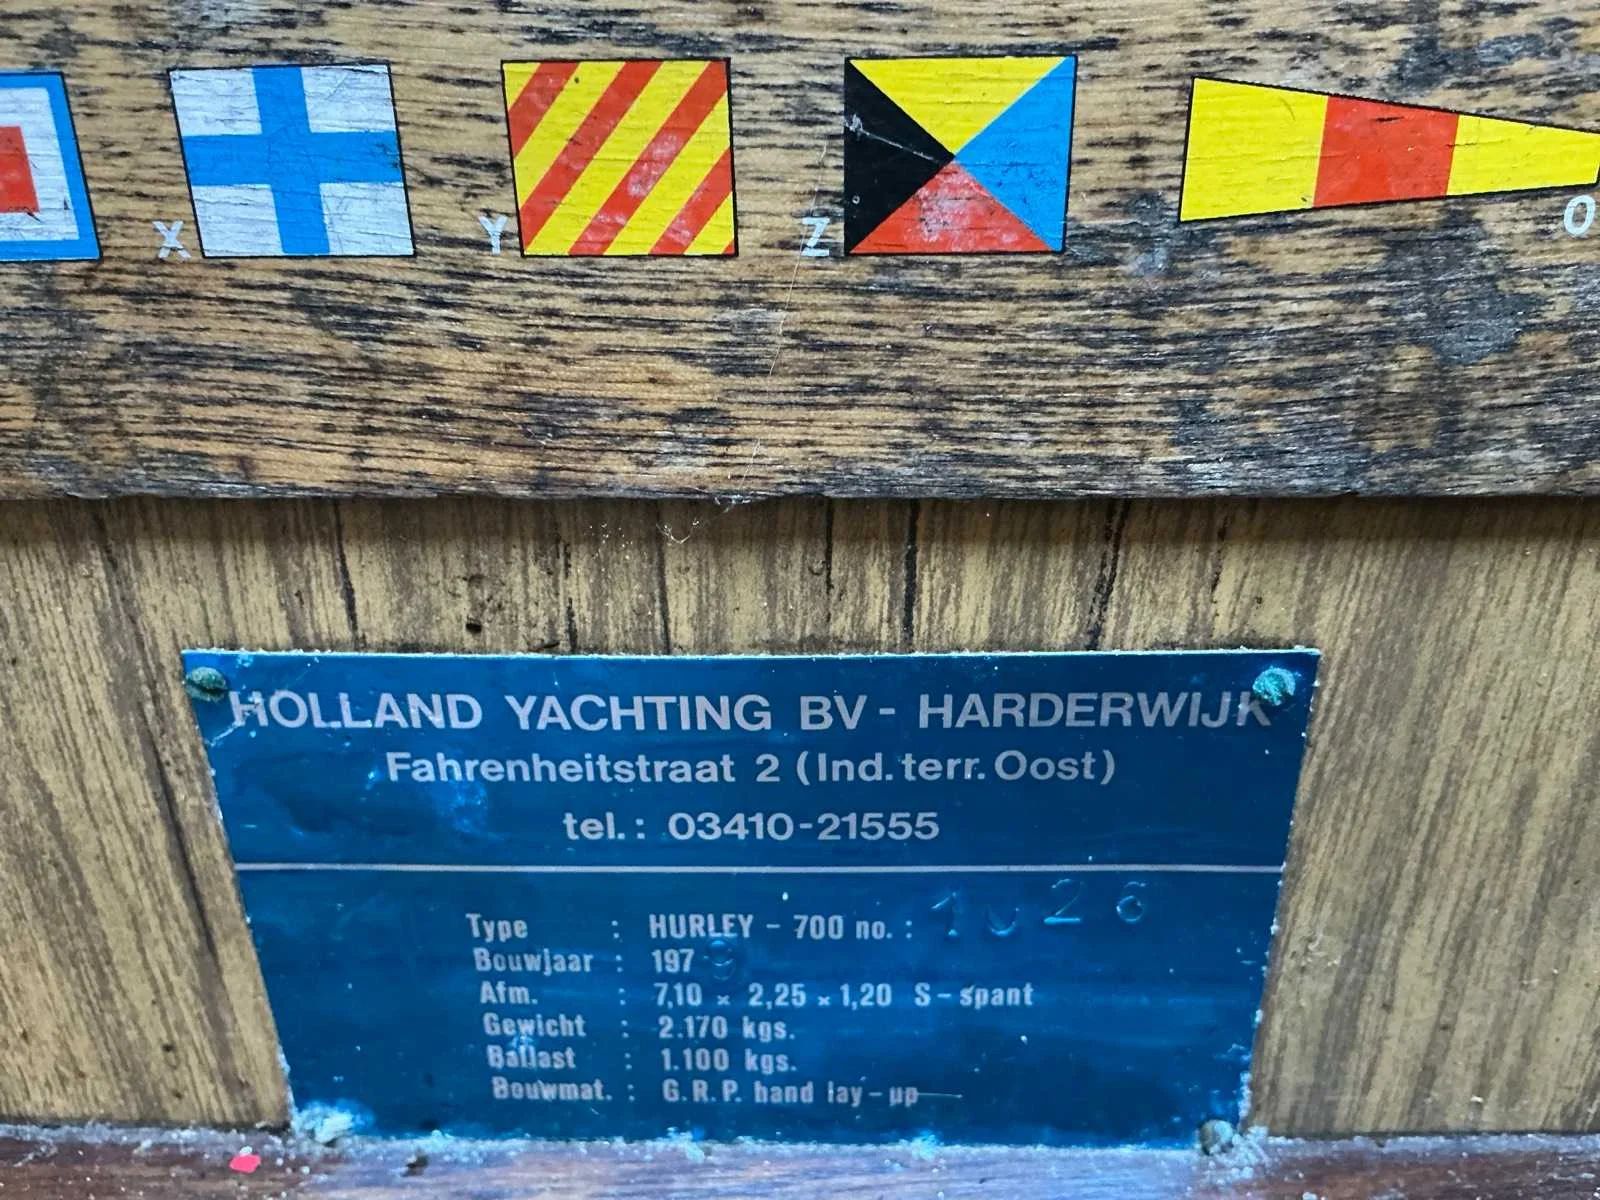 X Y Z 0
HOLLAND YACHTING BV - HARDERWIJK
Fahrenheitstraat 2 (Ind. terr. Oost)
tel.: 03410-21555
Type : HURLEY - 700 no. : 1026
Bouwjaar : 1979
Afm. : 7,10 × 2,25 × 1,20 S-spant
Gewicht : 2.170 kgs.
Ballast : 1.100 kgs.
Bouwmat. : G.R.P. hand lay-up